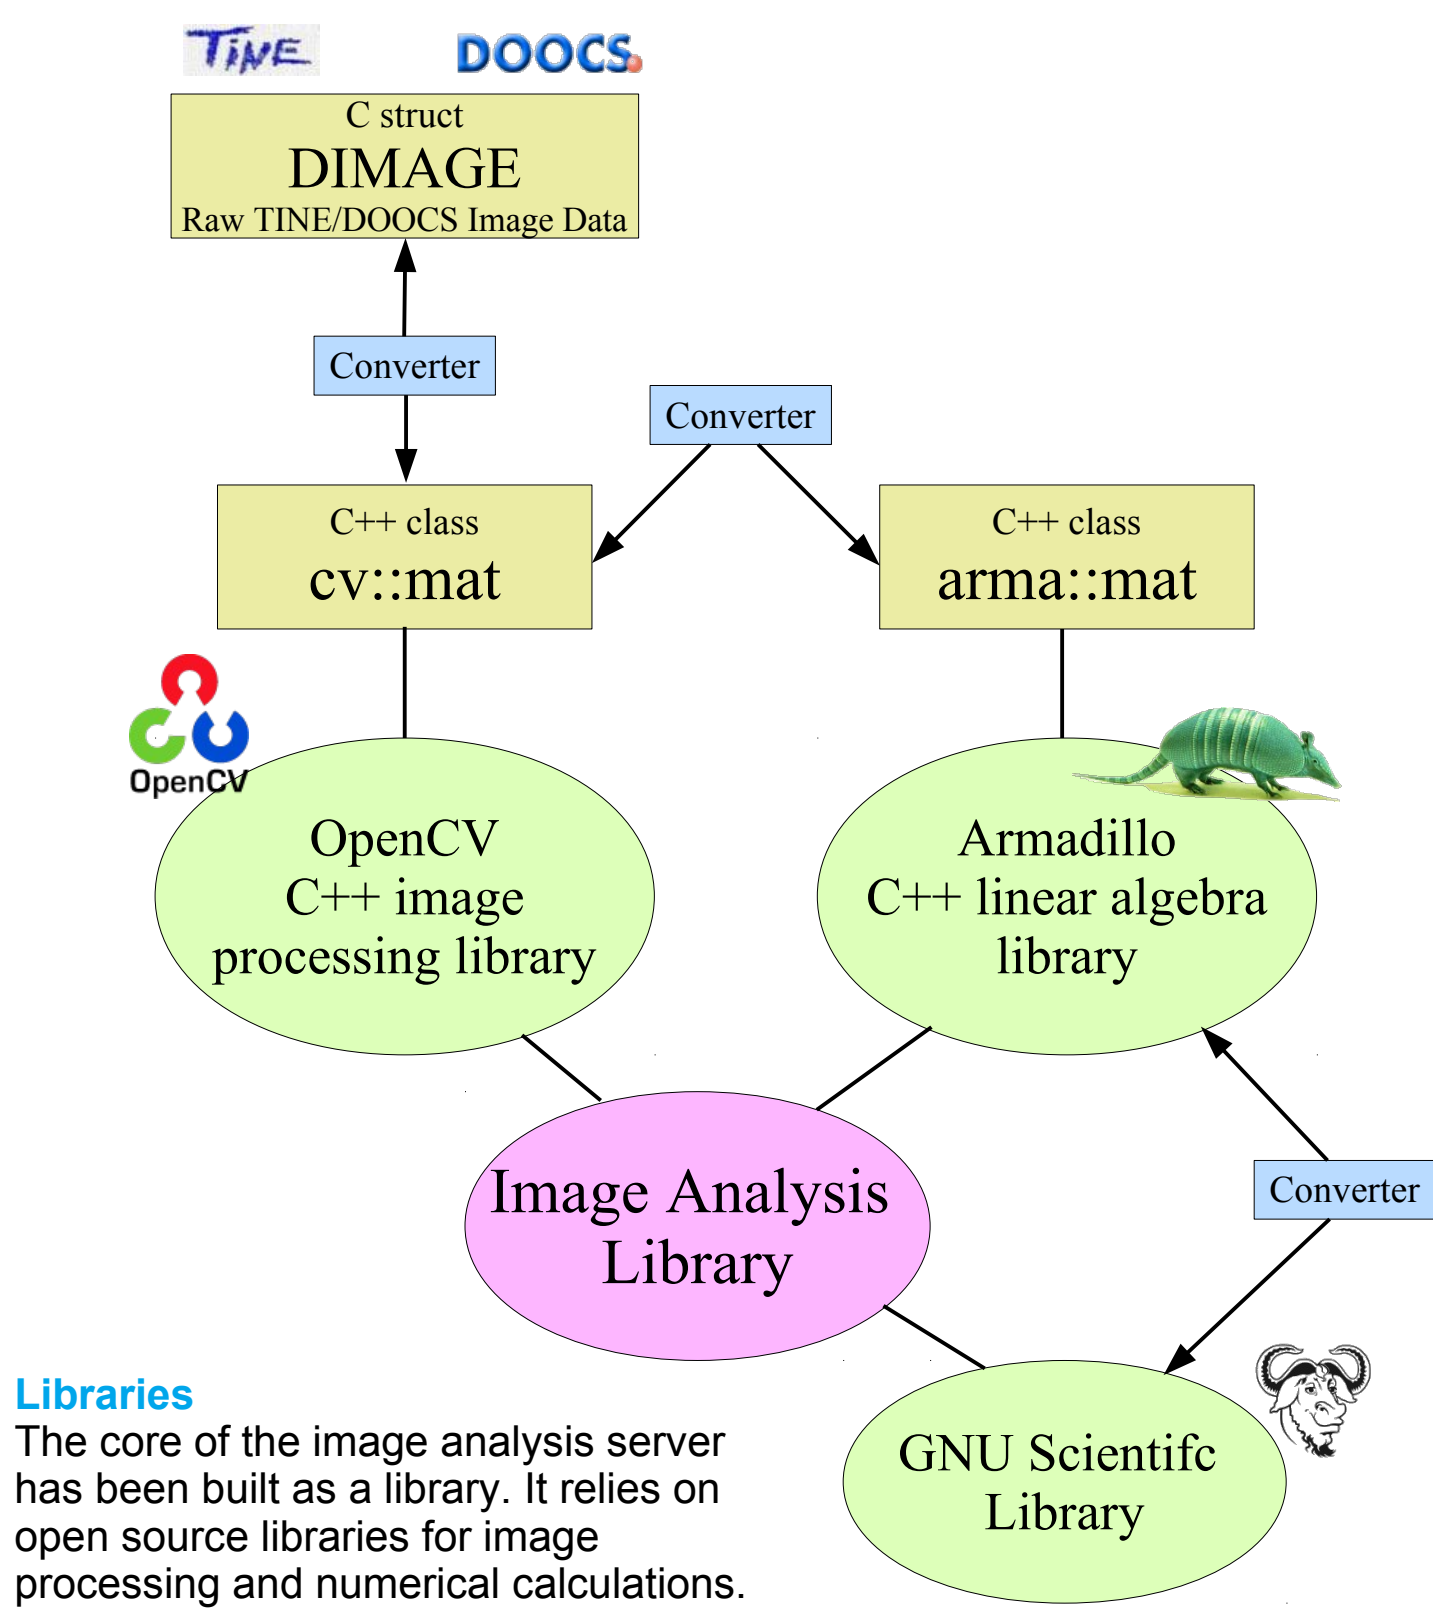 TiNE
DOOCS
C struct
DIMAGE
Raw TINE/DOOCS Image Data
Converter
Converter
C++ class
cv::mat
C++ class
arma::mat
OpenCV
OpenCV
C++ image
processing library
Armadillo
C++ linear algebra
library
Image Analysis
Library
Converter
GNU Scientifc
Library
Libraries
The core of the image analysis server
has been built as a library. It relies on
open source libraries for image
processing and numerical calculations.